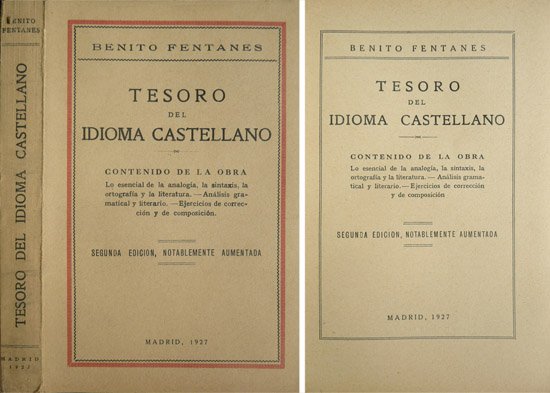 BENITO
FENTANES
TESORO DEL IDIOMA CASTELLANO
MADRID
1927
BENITO FENTANES
TESORO
DEL
IDIOMA CASTELLANO
CONTENIDO DE LA OBRA
Lo esencial de la analogía, la sintaxis, la
ortografía y la literatura. — Análisis gra-
matical y literario. — Ejercicios de correc-
ción y de composición.
SEGUNDA EDICION, NOTABLEMENTE AUMENTADA
MADRID, 1927
BENITO FENTANES
TESORO
DEL
IDIOMA CASTELLANO
CONTENIDO DE LA OBRA
Lo esencial de la analogía, la sintaxis, la
ortografía y la literatura. — Análisis grama-
tical y literario. — Ejercicios de corrección
y de composición
SEGUNDA EDICION, NOTABLEMENTE AUMENTADA
MADRID, 1927